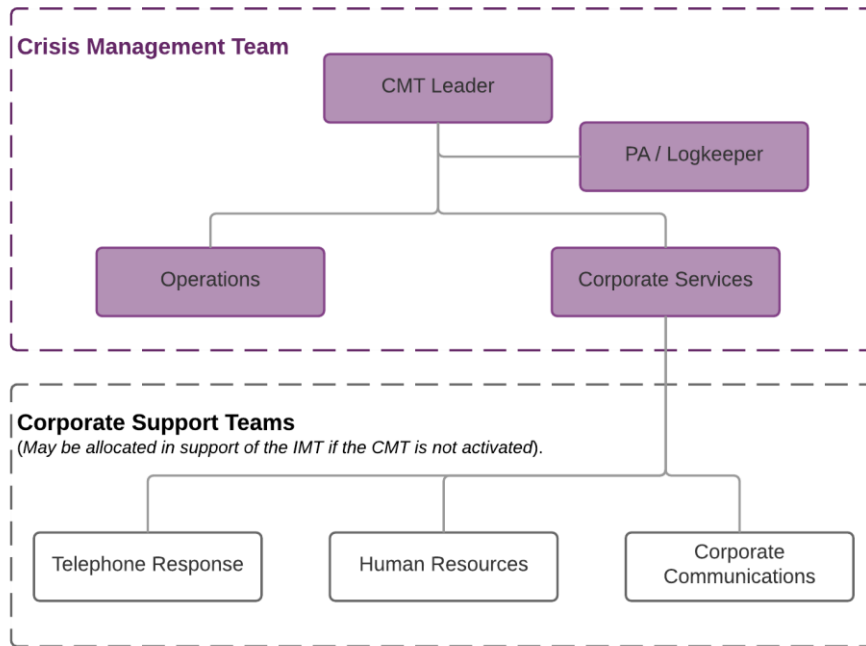 Crisis Management Team
CMT Leader
PA / Logkeeper
Operations
Corporate Services
Corporate Support Teams
(May be allocated in support of the IMT if the CMT is not activated).
Telephone Response
Human Resources
Corporate
Communications